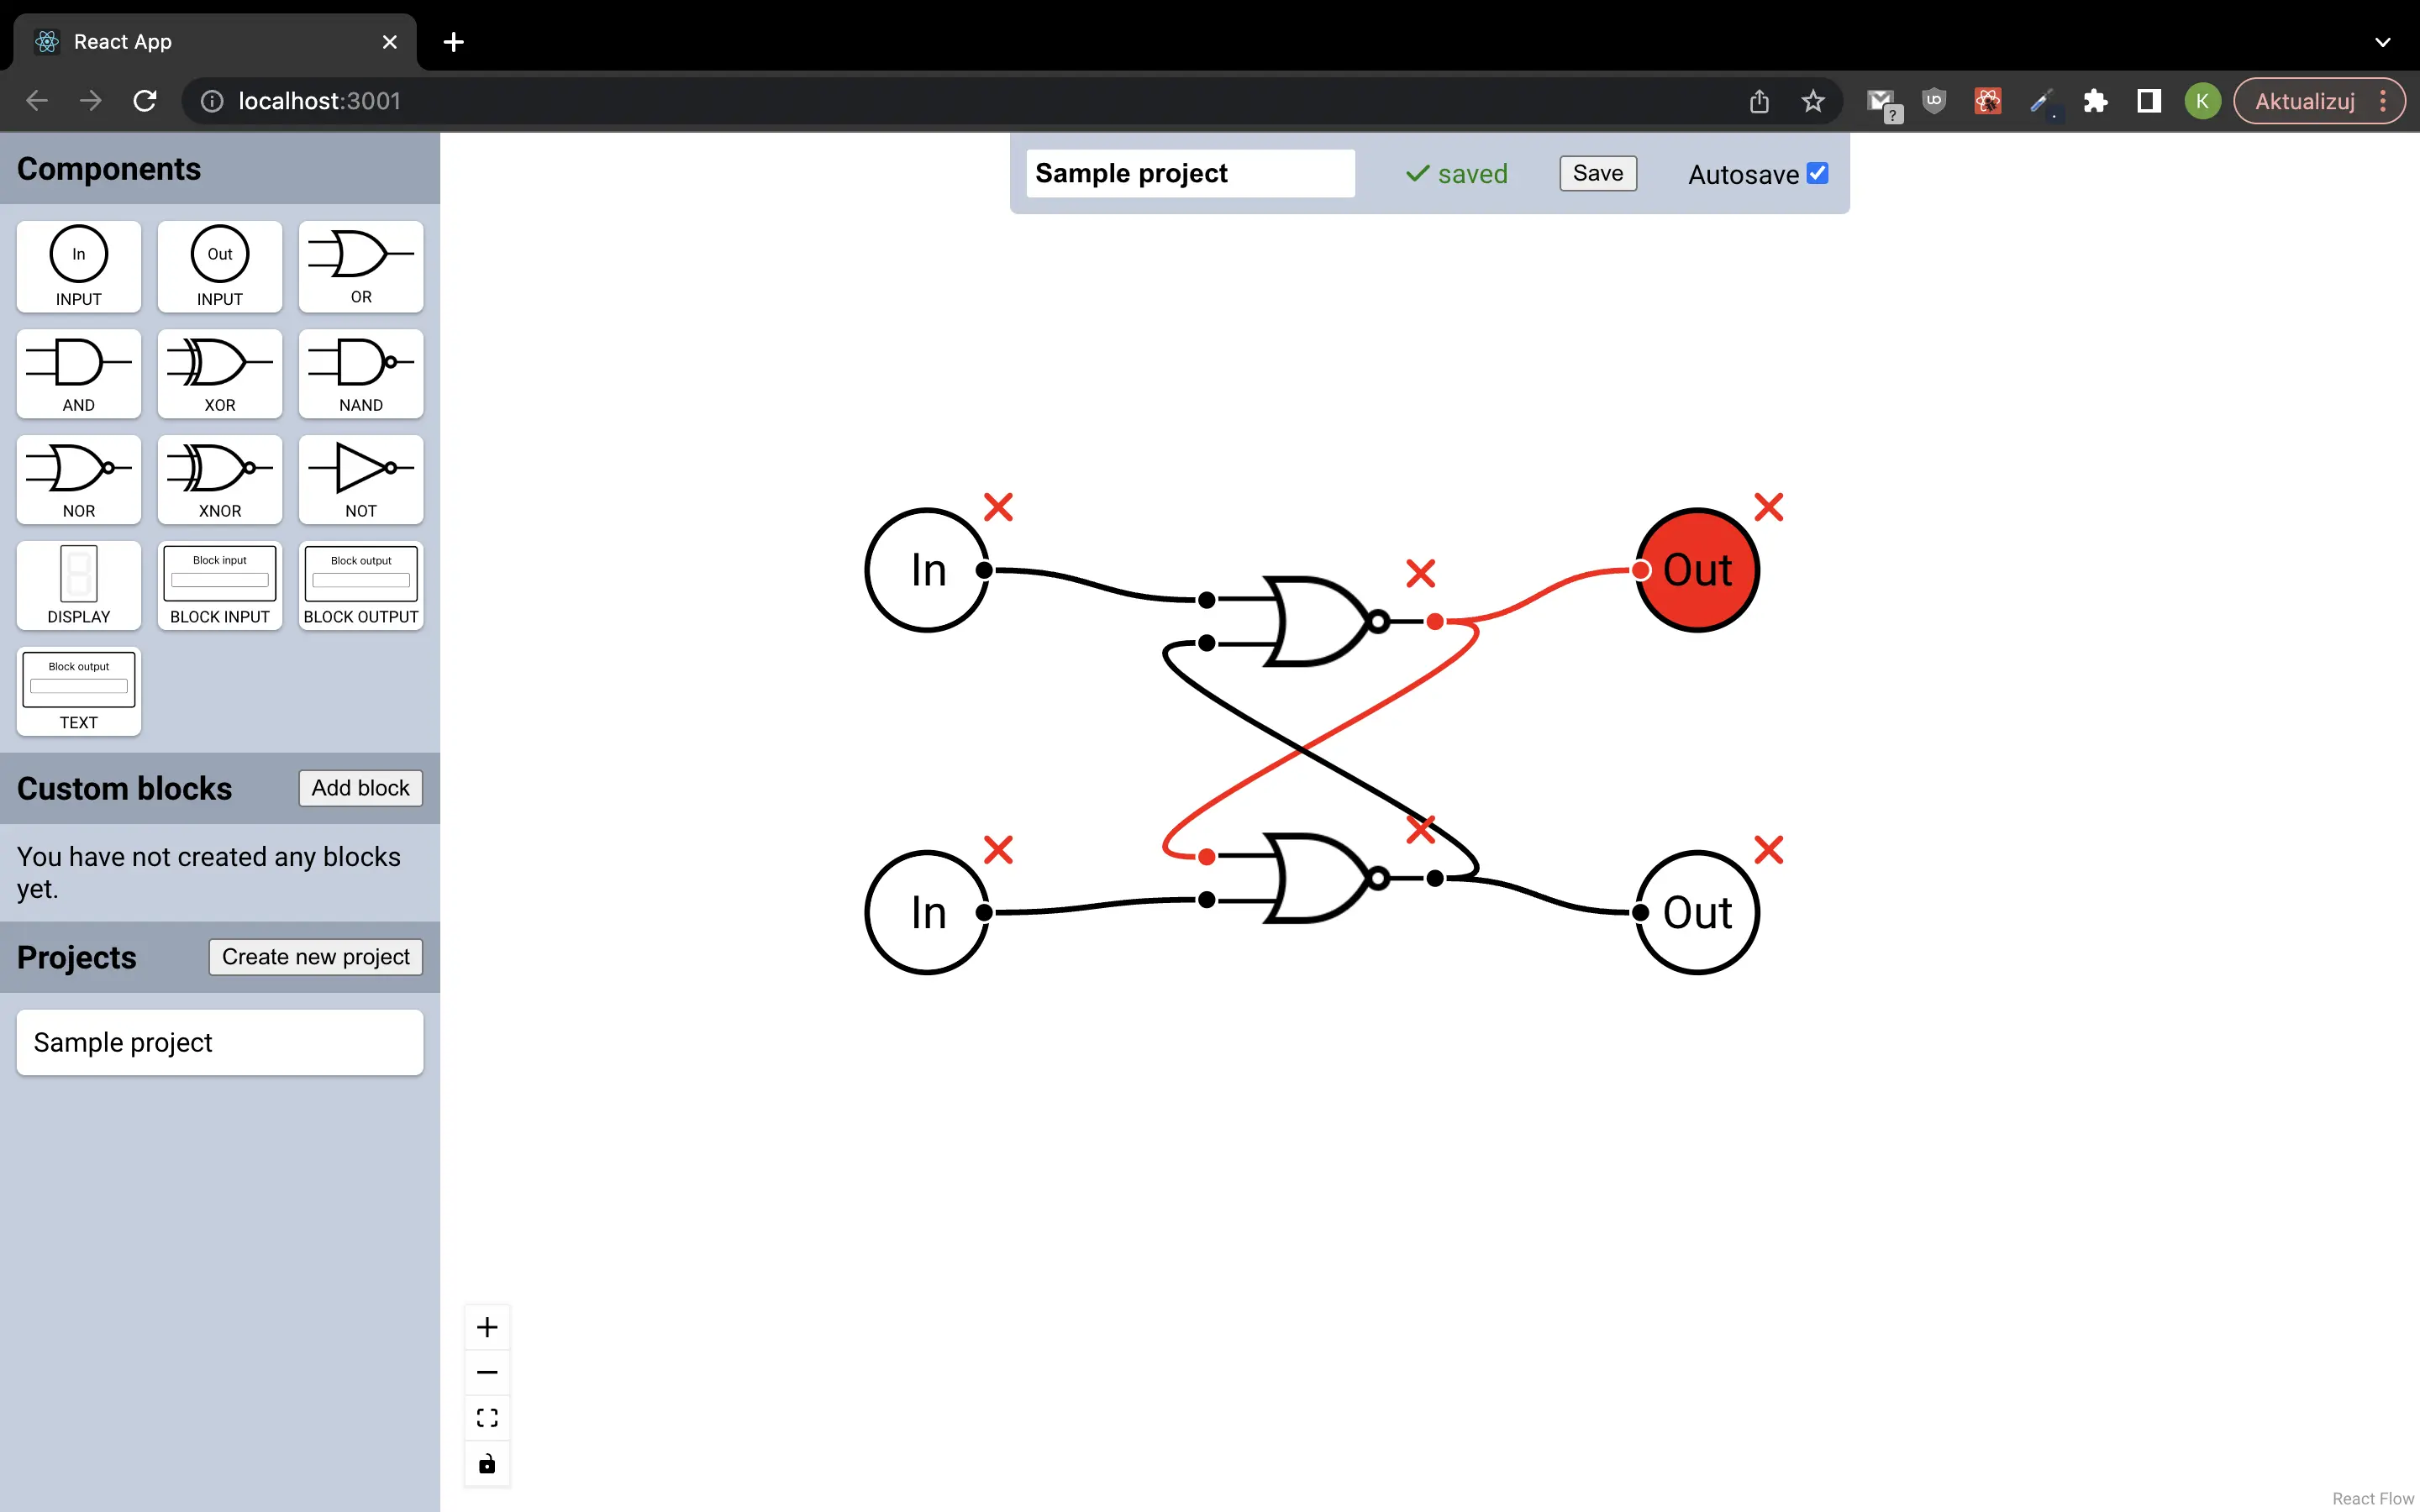 React App
localhost:3001
?
UD
K
Aktualizuj
Components
Sample project
saved
Save
Autosave
In
INPUT
Out
INPUT
OR
AND
XOR
NAND
NOR
XNOR
NOT
DISPLAY
Block input
BLOCK INPUT
Block output
BLOCK OUTPUT
Block output
TEXT
Custom blocks
Add block
You have not created any blocks
yet.
Projects
Create new project
Sample project
In
Out
In
Out
React Flow